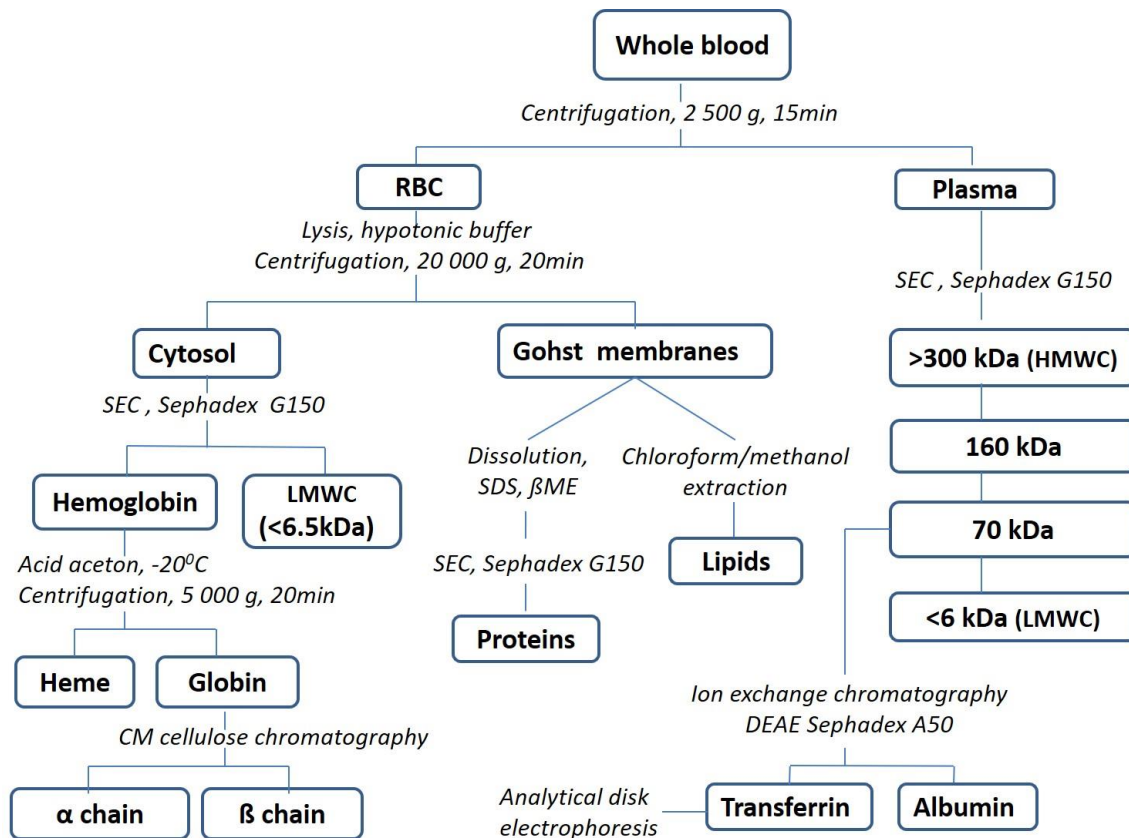 Whole blood
Centrifugation, 2 500 g, 15min
RBC
Plasma
Lysis, hypotonic buffer
Centrifugation, 20 000 g, 20min
SEC , Sephadex G150
Cytosol
Gohst membranes
>300 kDa (HMWC)
SEC , Sephadex G150
160 kDa
Dissolution,
SDS, ßME
Chloroform/methanol
extraction
Hemoglobin
LMWC
(<6.5kDa)
70 kDa
Acid aceton, -20⁰C
Centrifugation, 5 000 g, 20min
SEC, Sephadex G150
Lipids
<6 kDa (LMWC)
Proteins
Heme
Globin
Ion exchange chromatography
DEAE Sephadex A50
CM cellulose chromatography
α chain
ß chain
Analytical disk
electrophoresis
Transferrin
Albumin